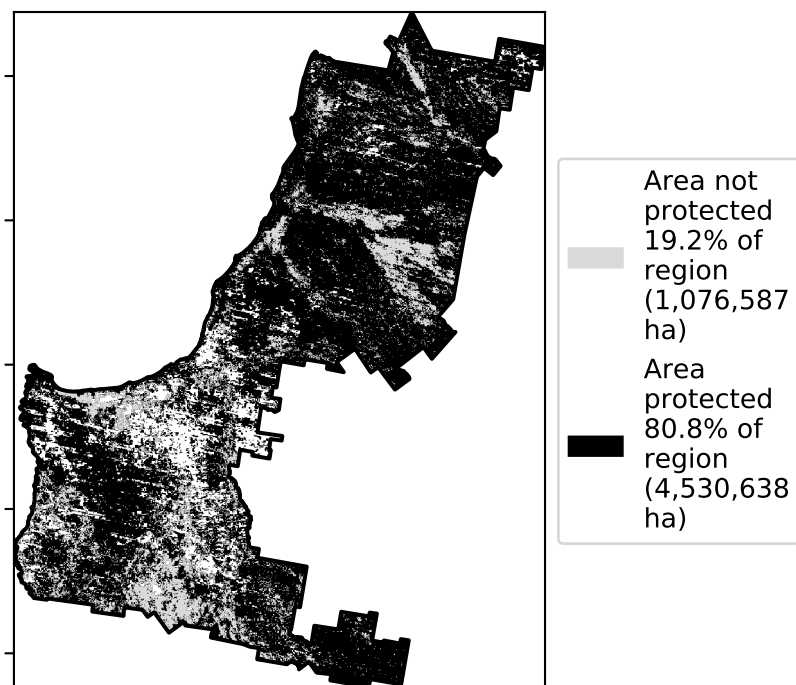 Area not
protected
19.2% of
region
(1,076,587
ha)
Area
protected
80.8% of
region
(4,530,638
ha)